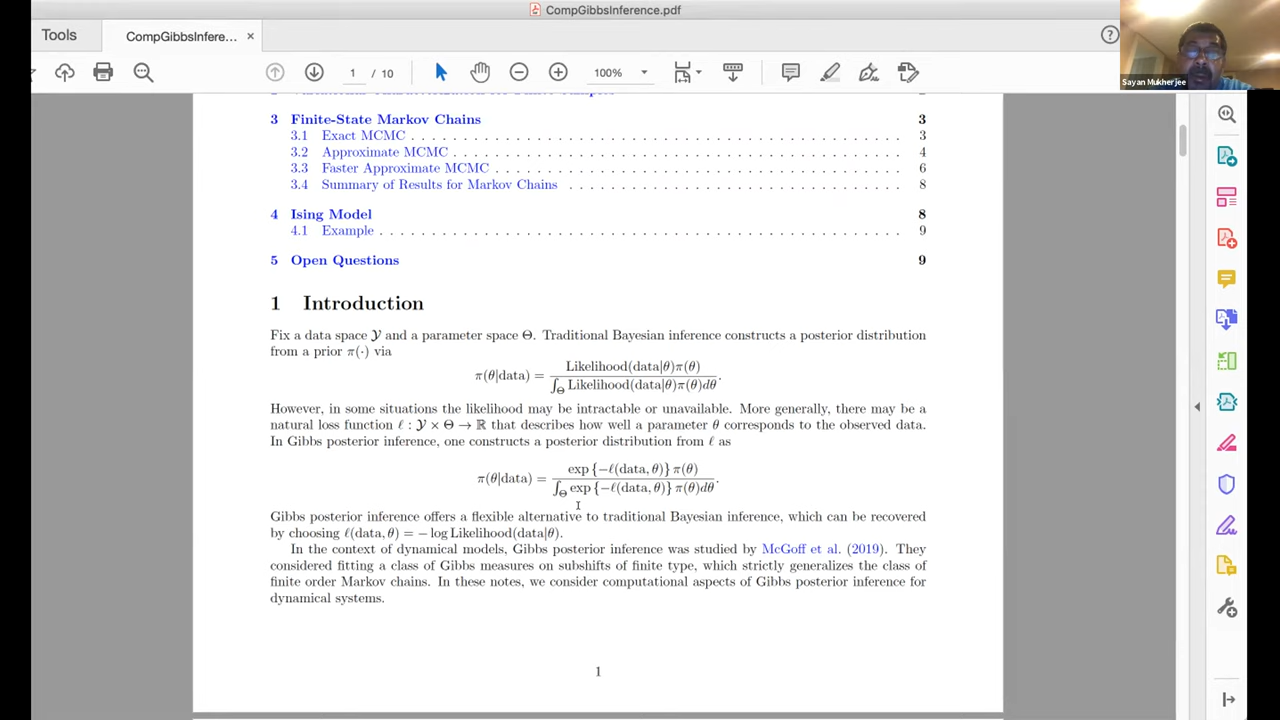 CompGibbsInference.pdf
Tools
CompGibbsInfere... ×
1 / 10
100%
Sayan Mukherjee
3 Finite-State Markov Chains 3
3.1 Exact MCMC . . . . . . . . . . . . . . . . . . . . 3
3.2 Approximate MCMC . . . . . . . . . . . . . . . . . . . . 4
3.3 Faster Approximate MCMC . . . . . . . . . . . . . . . . . . . . 6
3.4 Summary of Results for Markov Chains . . . . . . . . . . . . . . . . . . . . 8
4 Ising Model 8
4.1 Example . . . . . . . . . . . . . . . . . . . . 9
5 Open Questions 9
1 Introduction
Fix a data space 𝒴 and a parameter space Θ. Traditional Bayesian inference constructs a posterior distribution
from a prior π(·) via
π(θ|data) = Likelihood(data|θ)π(θ) / ∫_Θ Likelihood(data|θ)π(θ)dθ.
However, in some situations the likelihood may be intractable or unavailable. More generally, there may be a
natural loss function ℓ : 𝒴 × Θ → ℝ that describes how well a parameter θ corresponds to the observed data.
In Gibbs posterior inference, one constructs a posterior distribution from ℓ as
π(θ|data) = exp {−ℓ(data, θ)} π(θ) / ∫_Θ exp {−ℓ(data, θ)} π(θ)dθ.
Gibbs posterior inference offers a flexible alternative to traditional Bayesian inference, which can be recovered
by choosing ℓ(data, θ) = − log Likelihood(data|θ).
In the context of dynamical models, Gibbs posterior inference was studied by McGoff et al. (2019). They
considered fitting a class of Gibbs measures on subshifts of finite type, which strictly generalizes the class of
finite order Markov chains. In these notes, we consider computational aspects of Gibbs posterior inference for
dynamical systems.
1